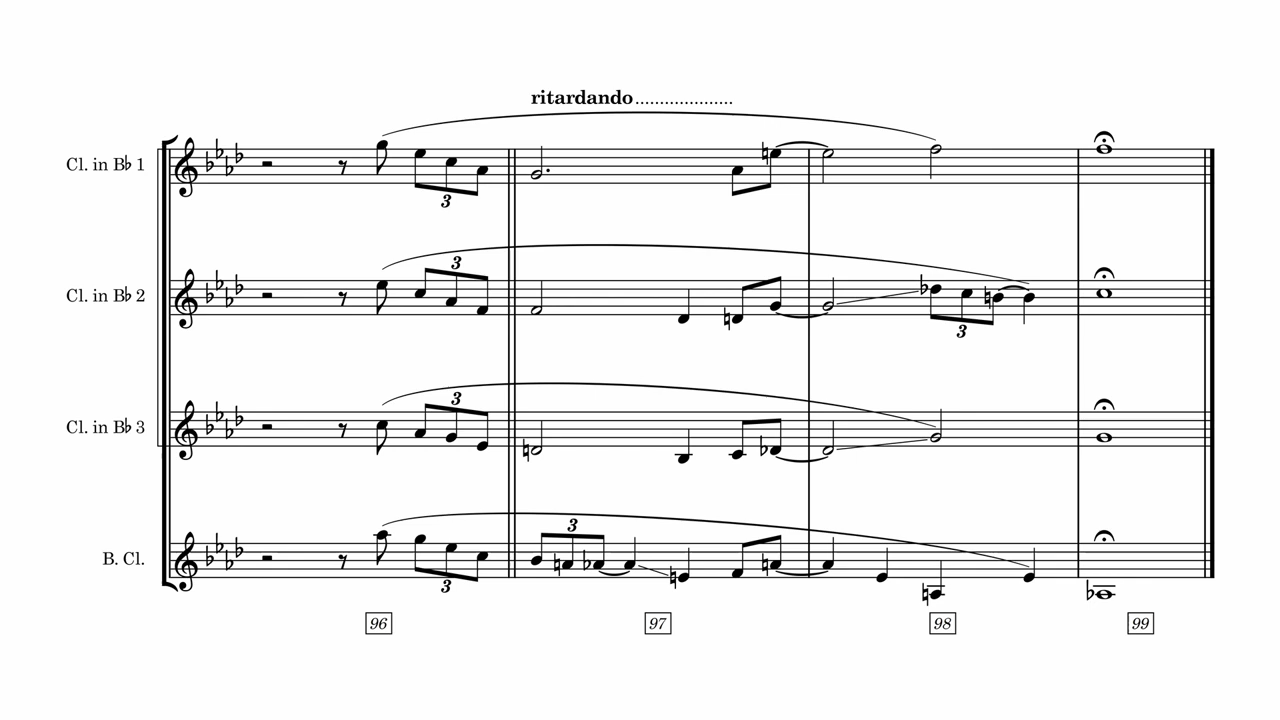 ritardando....................
Cl. in B♭ 1
3
Cl. in B♭ 2
3
3
Cl. in B♭ 3
3
B. Cl.
3
3
96 97 98 99